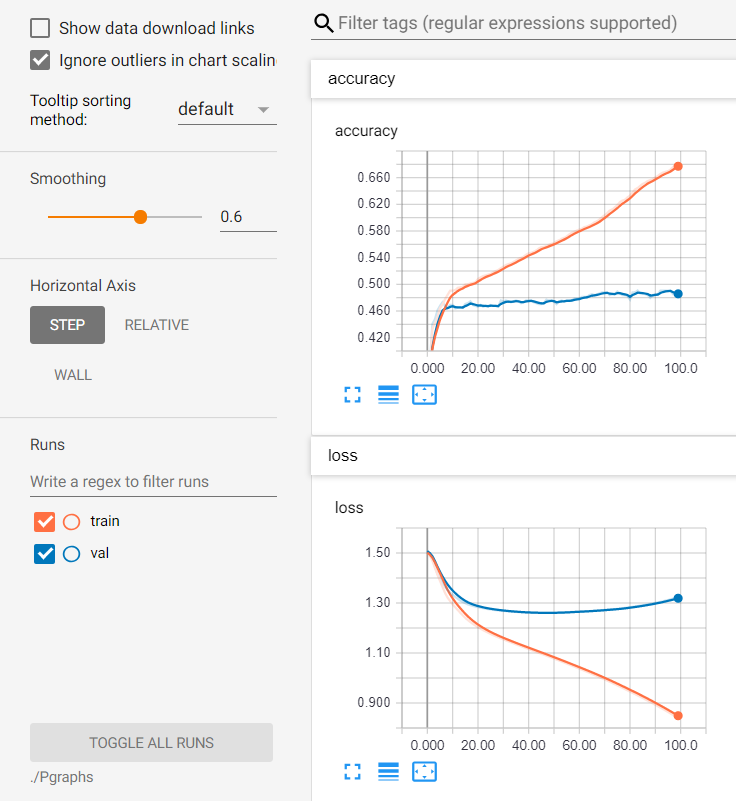 Show data download links
Ignore outliers in chart scalin
Tooltip sorting
method:
default
Smoothing
0.6
Horizontal Axis
STEP
RELATIVE
WALL
Runs
Write a regex to filter runs
train
val
TOGGLE ALL RUNS
./Pgraphs
Filter tags (regular expressions supported)
accuracy
accuracy
0.660
0.620
0.580
0.540
0.500
0.460
0.420
0.000 20.00 40.00 60.00 80.00 100.0
loss
loss
1.50
1.30
1.10
0.900
0.000 20.00 40.00 60.00 80.00 100.0